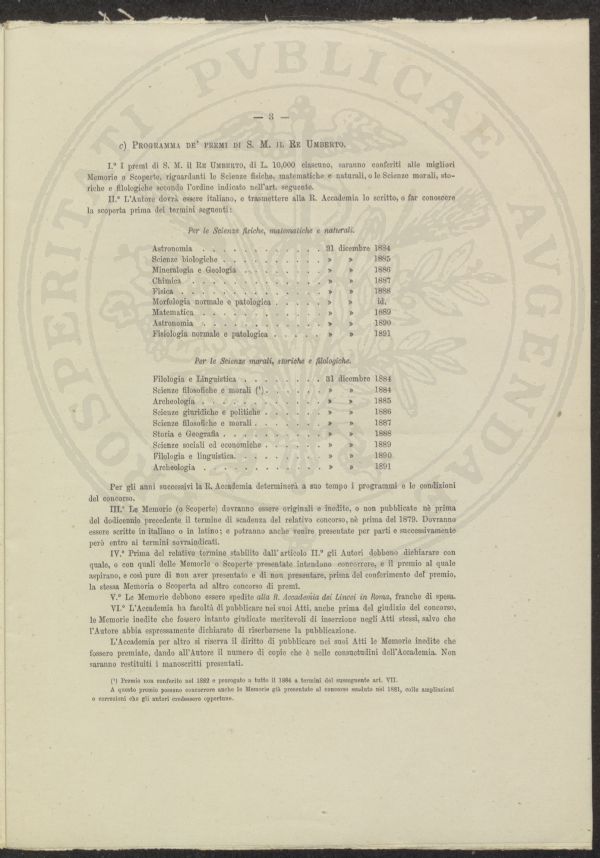 — 3 —
c) PROGRAMMA DE' PREMI DI S. M. IL RE UMBERTO.
I.° I premi di S. M. il RE UMBERTO, di L. 10,000 ciascuno, saranno conferiti alle migliori
Memorie o Scoperte, riguardanti le Scienze fisiche, matematiche e naturali, o le Scienze morali, sto-
riche e filologiche secondo l'ordine indicato nell'art. seguente.
II.° L'Autore dovrà essere italiano, e trasmettere alla R. Accademia lo scritto, o far conoscere
la scoperta prima dei termini seguenti:
Per le Scienze fisiche, matematiche e naturali.
Astronomia . . . . . . . . . . . . 31 dicembre 1884
Scienze biologiche . . . . . . . . . . » » 1885
Mineralogia e Geologia . . . . . . . . » » 1886
Chimica . . . . . . . . . . . . . » » 1887
Fisica . . . . . . . . . . . . . . » » 1888
Morfologia normale e patologica . . . . . » » id.
Matematica . . . . . . . . . . . . » » 1889
Astronomia . . . . . . . . . . . . » » 1890
Fisiologia normale e patologica . . . . . » » 1891
Per le Scienze morali, storiche e filologiche.
Filologia e Linguistica . . . . . . . . 31 dicembre 1884
Scienze filosofiche e morali (¹) . . . . . . » » 1884
Archeologia . . . . . . . . . . . . » » 1885
Scienze giuridiche e politiche . . . . . . » » 1886
Scienze filosofiche e morali . . . . . . . » » 1887
Storia e Geografia . . . . . . . . . . » » 1888
Scienze sociali ed economiche . . . . . . » » 1889
Filologia e linguistica . . . . . . . . . » » 1890
Archeologia . . . . . . . . . . . . » » 1891
Per gli anni successivi la R. Accademia determinerà a suo tempo i programmi e le condizioni
del concorso.
III.° Le Memorie (o Scoperte) dovranno essere originali e inedite, o non pubblicate nè prima
del dodicennio precedente il termine di scadenza del relativo concorso, nè prima del 1879. Dovranno
essere scritte in italiano o in latino; e potranno anche venire presentate per parti e successivamente
però entro ai termini sovraindicati.
IV.° Prima del relativo termine stabilito dall'articolo II.° gli Autori debbono dichiarare con
quale, o con quali delle Memorie o Scoperte presentate intendono concorrere, e il premio al quale
aspirano, e così pure di non aver presentato e di non presentare, prima del conferimento del premio,
la stessa Memoria o Scoperta ad altro concorso di premi.
V.° Le Memorie debbono essere spedite alla R. Accademia dei Lincei in Roma, franche di spesa.
VI.° L'Accademia ha facoltà di pubblicare nei suoi Atti, anche prima del giudizio del concorso,
le Memorie inedite che fossero intanto giudicate meritevoli di inserzione negli Atti stessi, salvo che
l'Autore abbia espressamente dichiarato di riserbarsene la pubblicazione.
L'Accademia per altro si riserva il diritto di pubblicare nei suoi Atti le Memorie inedite che
fossero premiate, dando all'Autore il numero di copie che è nelle consuetudini dell'Accademia. Non
saranno restituiti i manoscritti presentati.
(¹) Premio non conferito nel 1882 e prorogato a tutto il 1884 a termini del susseguente art. VII.
A questo premio possono concorrere anche le Memorie già presentate al concorso scaduto nel 1881, colle ampliazioni
o correzioni che gli autori credessero opportune.
PROSPERITATI PVBLICAE AVGENDAE